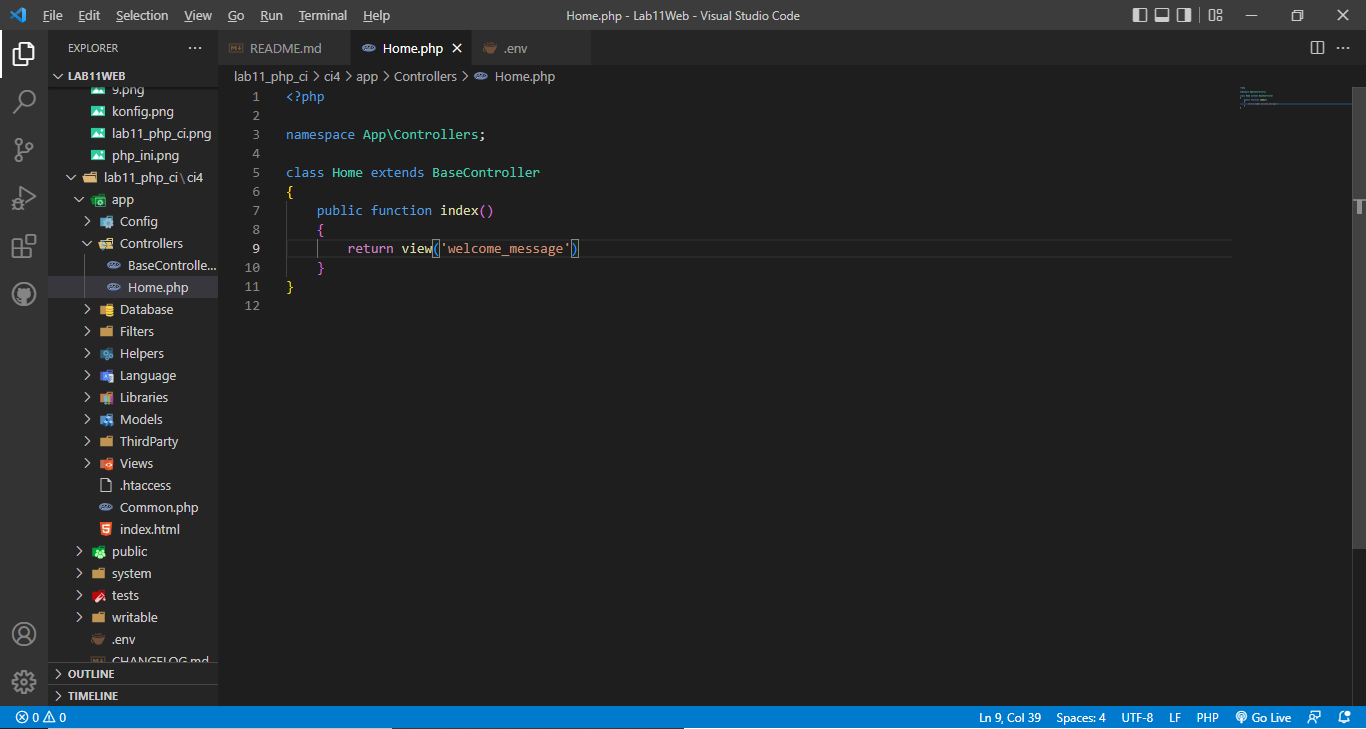 File Edit Selection View Go Run Terminal Help Home.php - Lab11Web - Visual Studio Code
EXPLORER
README.md Home.php .env
LAB11WEB
lab11_php_ci > ci4 > app > Controllers > Home.php
9.png
konfig.png
lab11_php_ci.png
php_ini.png
lab11_php_ci\ci4
app
Config
Controllers
BaseControlle...
Home.php
Database
Filters
Helpers
Language
Libraries
Models
ThirdParty
Views
.htaccess
Common.php
index.html
public
system
tests
writable
.env
CHANGELOG.md
OUTLINE
TIMELINE
1 <?php
2
3 namespace App\Controllers;
4
5 class Home extends BaseController
6 {
7 public function index()
8 {
9 return view('welcome_message')
10 }
11 }
12
0 0 Ln 9, Col 39 Spaces: 4 UTF-8 LF PHP Go Live